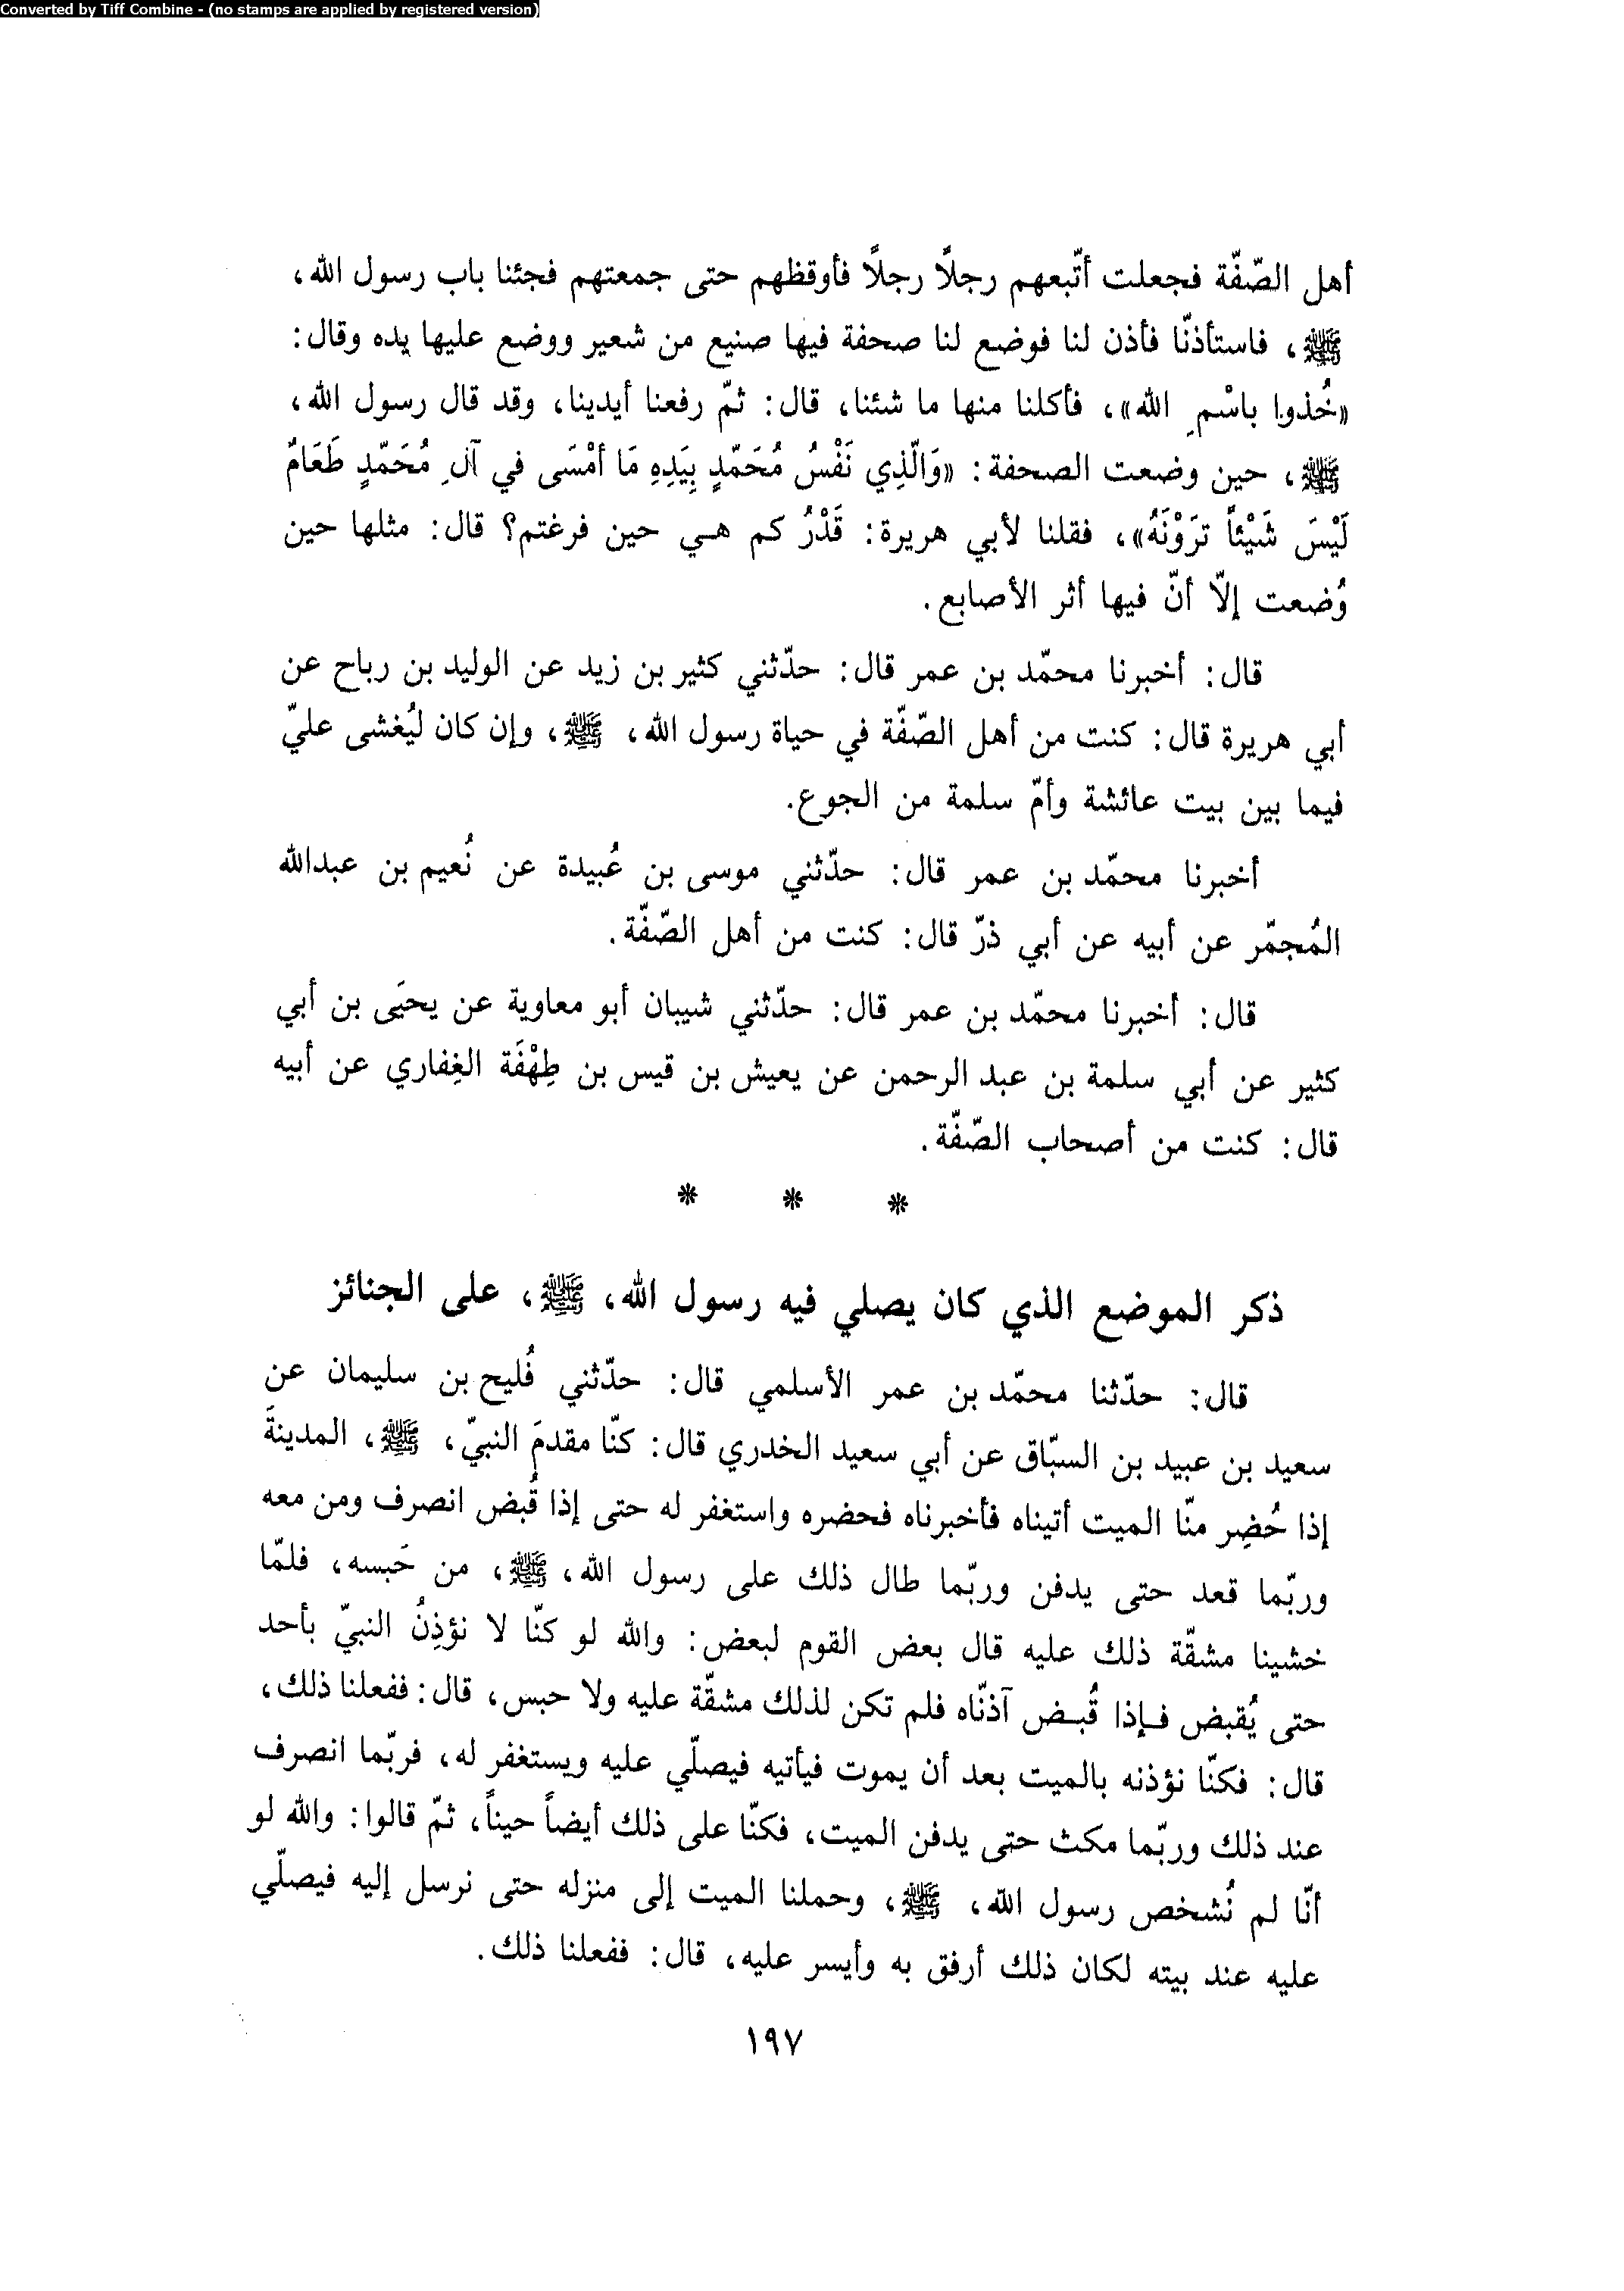 Converted by Tiff Combine - (no stamps are applied by registered version)
أهل الصّفّة فجعلت أتّبعهم رجلاً رجلاً فأوقظهم حتى جمعتهم فجئنا باب رسول الله،
ﷺ، فاستأذنّا فأذن لنا فوضع لنا صحفة فيها صنيع من شعير ووضع عليها يده وقال:
«خُذوا باسْمِ الله»، فأكلنا منها ما شئنا، قال: ثمّ رفعنا أيدينا، وقد قال رسول الله،
ﷺ، حين وضعت الصحفة: «وَالّذِي نَفْسُ مُحَمّدٍ بِيَدِهِ مَا أمْسَى في آلِ مُحَمّدٍ طَعَامٌ
لَيْسَ شَيْئاً ترَوْنَهُ»، فقلنا لأبي هريرة: قَدْرُ كم هي حين فرغتم؟ قال: مثلها حين
وُضعت إلاّ أنّ فيها أثر الأصابع.
قال: أخبرنا محمّد بن عمر قال: حدّثني كثير بن زيد عن الوليد بن رباح عن
أبي هريرة قال: كنت من أهل الصّفّة في حياة رسول الله، ﷺ، وإن كان ليُغشى عليّ
فيما بين بيت عائشة وأمّ سلمة من الجوع.
أخبرنا محمّد بن عمر قال: حدّثني موسى بن عُبيدة عن نُعيم بن عبدالله
المُجمّر عن أبيه عن أبي ذرّ قال: كنت من أهل الصّفّة.
قال: أخبرنا محمّد بن عمر قال: حدّثني شيبان أبو معاوية عن يحيَى بن أبي
كثير عن أبي سلمة بن عبد الرحمن عن يعيش بن قيس بن طِهْفَة الغِفاري عن أبيه
قال: كنت من أصحاب الصّفّة.
* * *
ذكر الموضع الذي كان يصلي فيه رسول الله، ﷺ، على الجنائز
قال: حدّثنا محمّد بن عمر الأسلمي قال: حدّثني فُليح بن سليمان عن
سعيد بن عبيد بن السبّاق عن أبي سعيد الخدري قال: كنّا مقدمَ النبيّ، ﷺ، المدينةَ
إذا حُضِر منّا الميت أتيناه فأخبرناه فحضره واستغفر له حتى إذا قُبض انصرف ومن معه
وربّما قعد حتى يدفن وربّما طال ذلك على رسول الله، ﷺ، من حَبسه، فلمّا
خشينا مشقّة ذلك عليه قال بعض القوم لبعض: والله لو كنّا لا نؤذِنُ النبيّ بأحد
حتى يُقبض فإذا قُبض آذنّاه فلم تكن لذلك مشقّة عليه ولا حبس، قال: ففعلنا ذلك،
قال: فكنّا نؤذنه بالميت بعد أن يموت فيأتيه فيصلّي عليه ويستغفر له، فربّما انصرف
عند ذلك وربّما مكث حتى يدفن الميت، فكنّا على ذلك أيضاً حيناً، ثمّ قالوا: والله لو
أنّا لم نُشخص رسول الله، ﷺ، وحملنا الميت إلى منزله حتى نرسل إليه فيصلّي
عليه عند بيته لكان ذلك أرفق به وأيسر عليه، قال: ففعلنا ذلك.
١٩٧